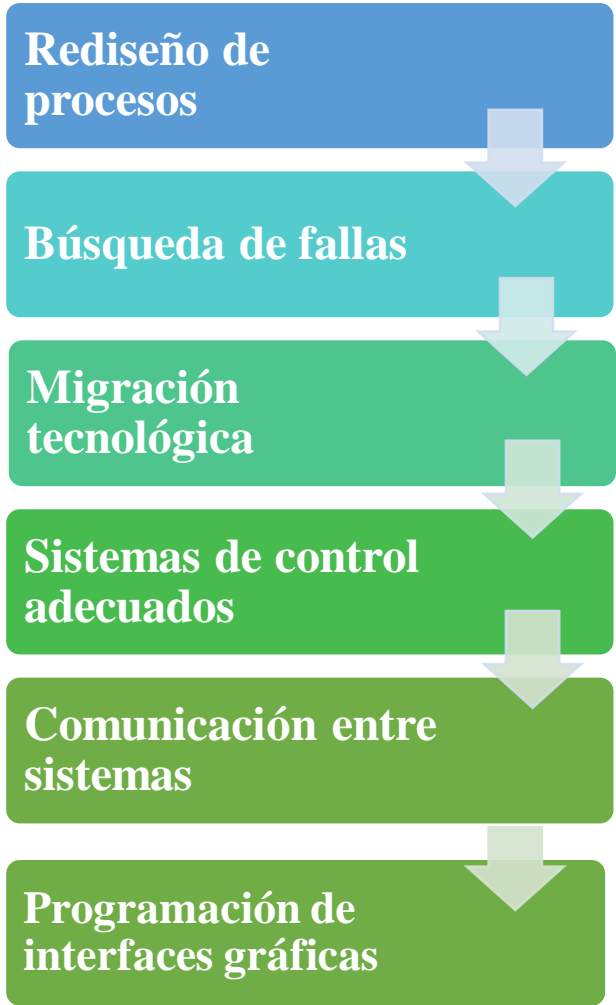 Rediseño de
procesos
Búsqueda de fallas
Migración
tecnológica
Sistemas de control
adecuados
Comunicación entre
sistemas
Programación de
interfaces gráficas